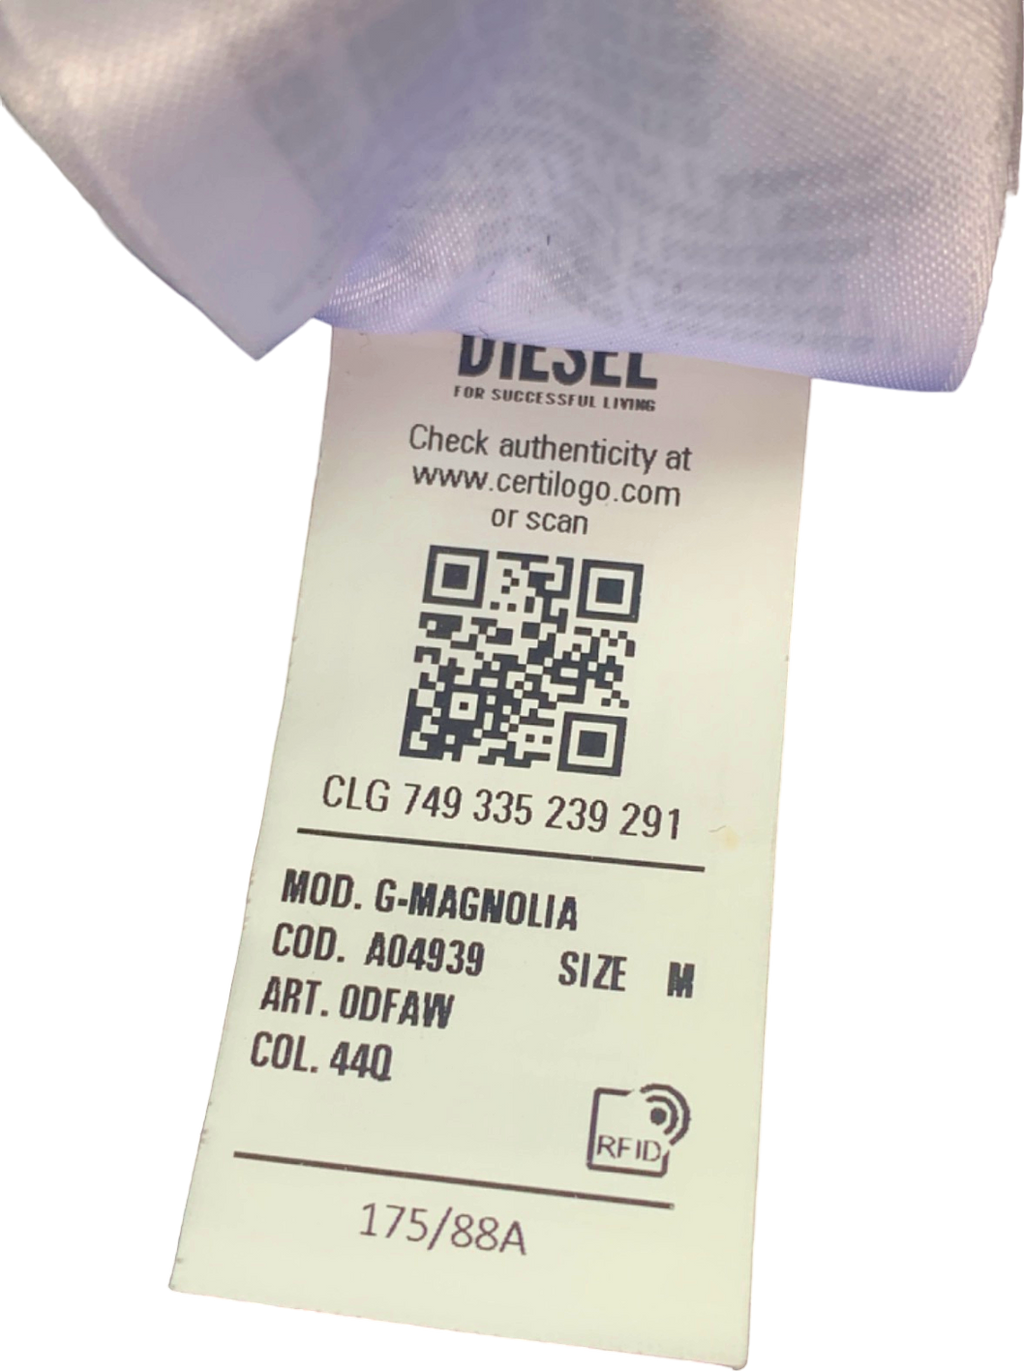 DIESEL
FOR SUCCESSFUL LIVING
Check authenticity at
www.certilogo.com
or scan
CLG 749 335 239 291
MOD. G-MAGNOLIA
COD. A04939 SIZE M
ART. 0DFAW
COL. 44Q
RFID
175/88A